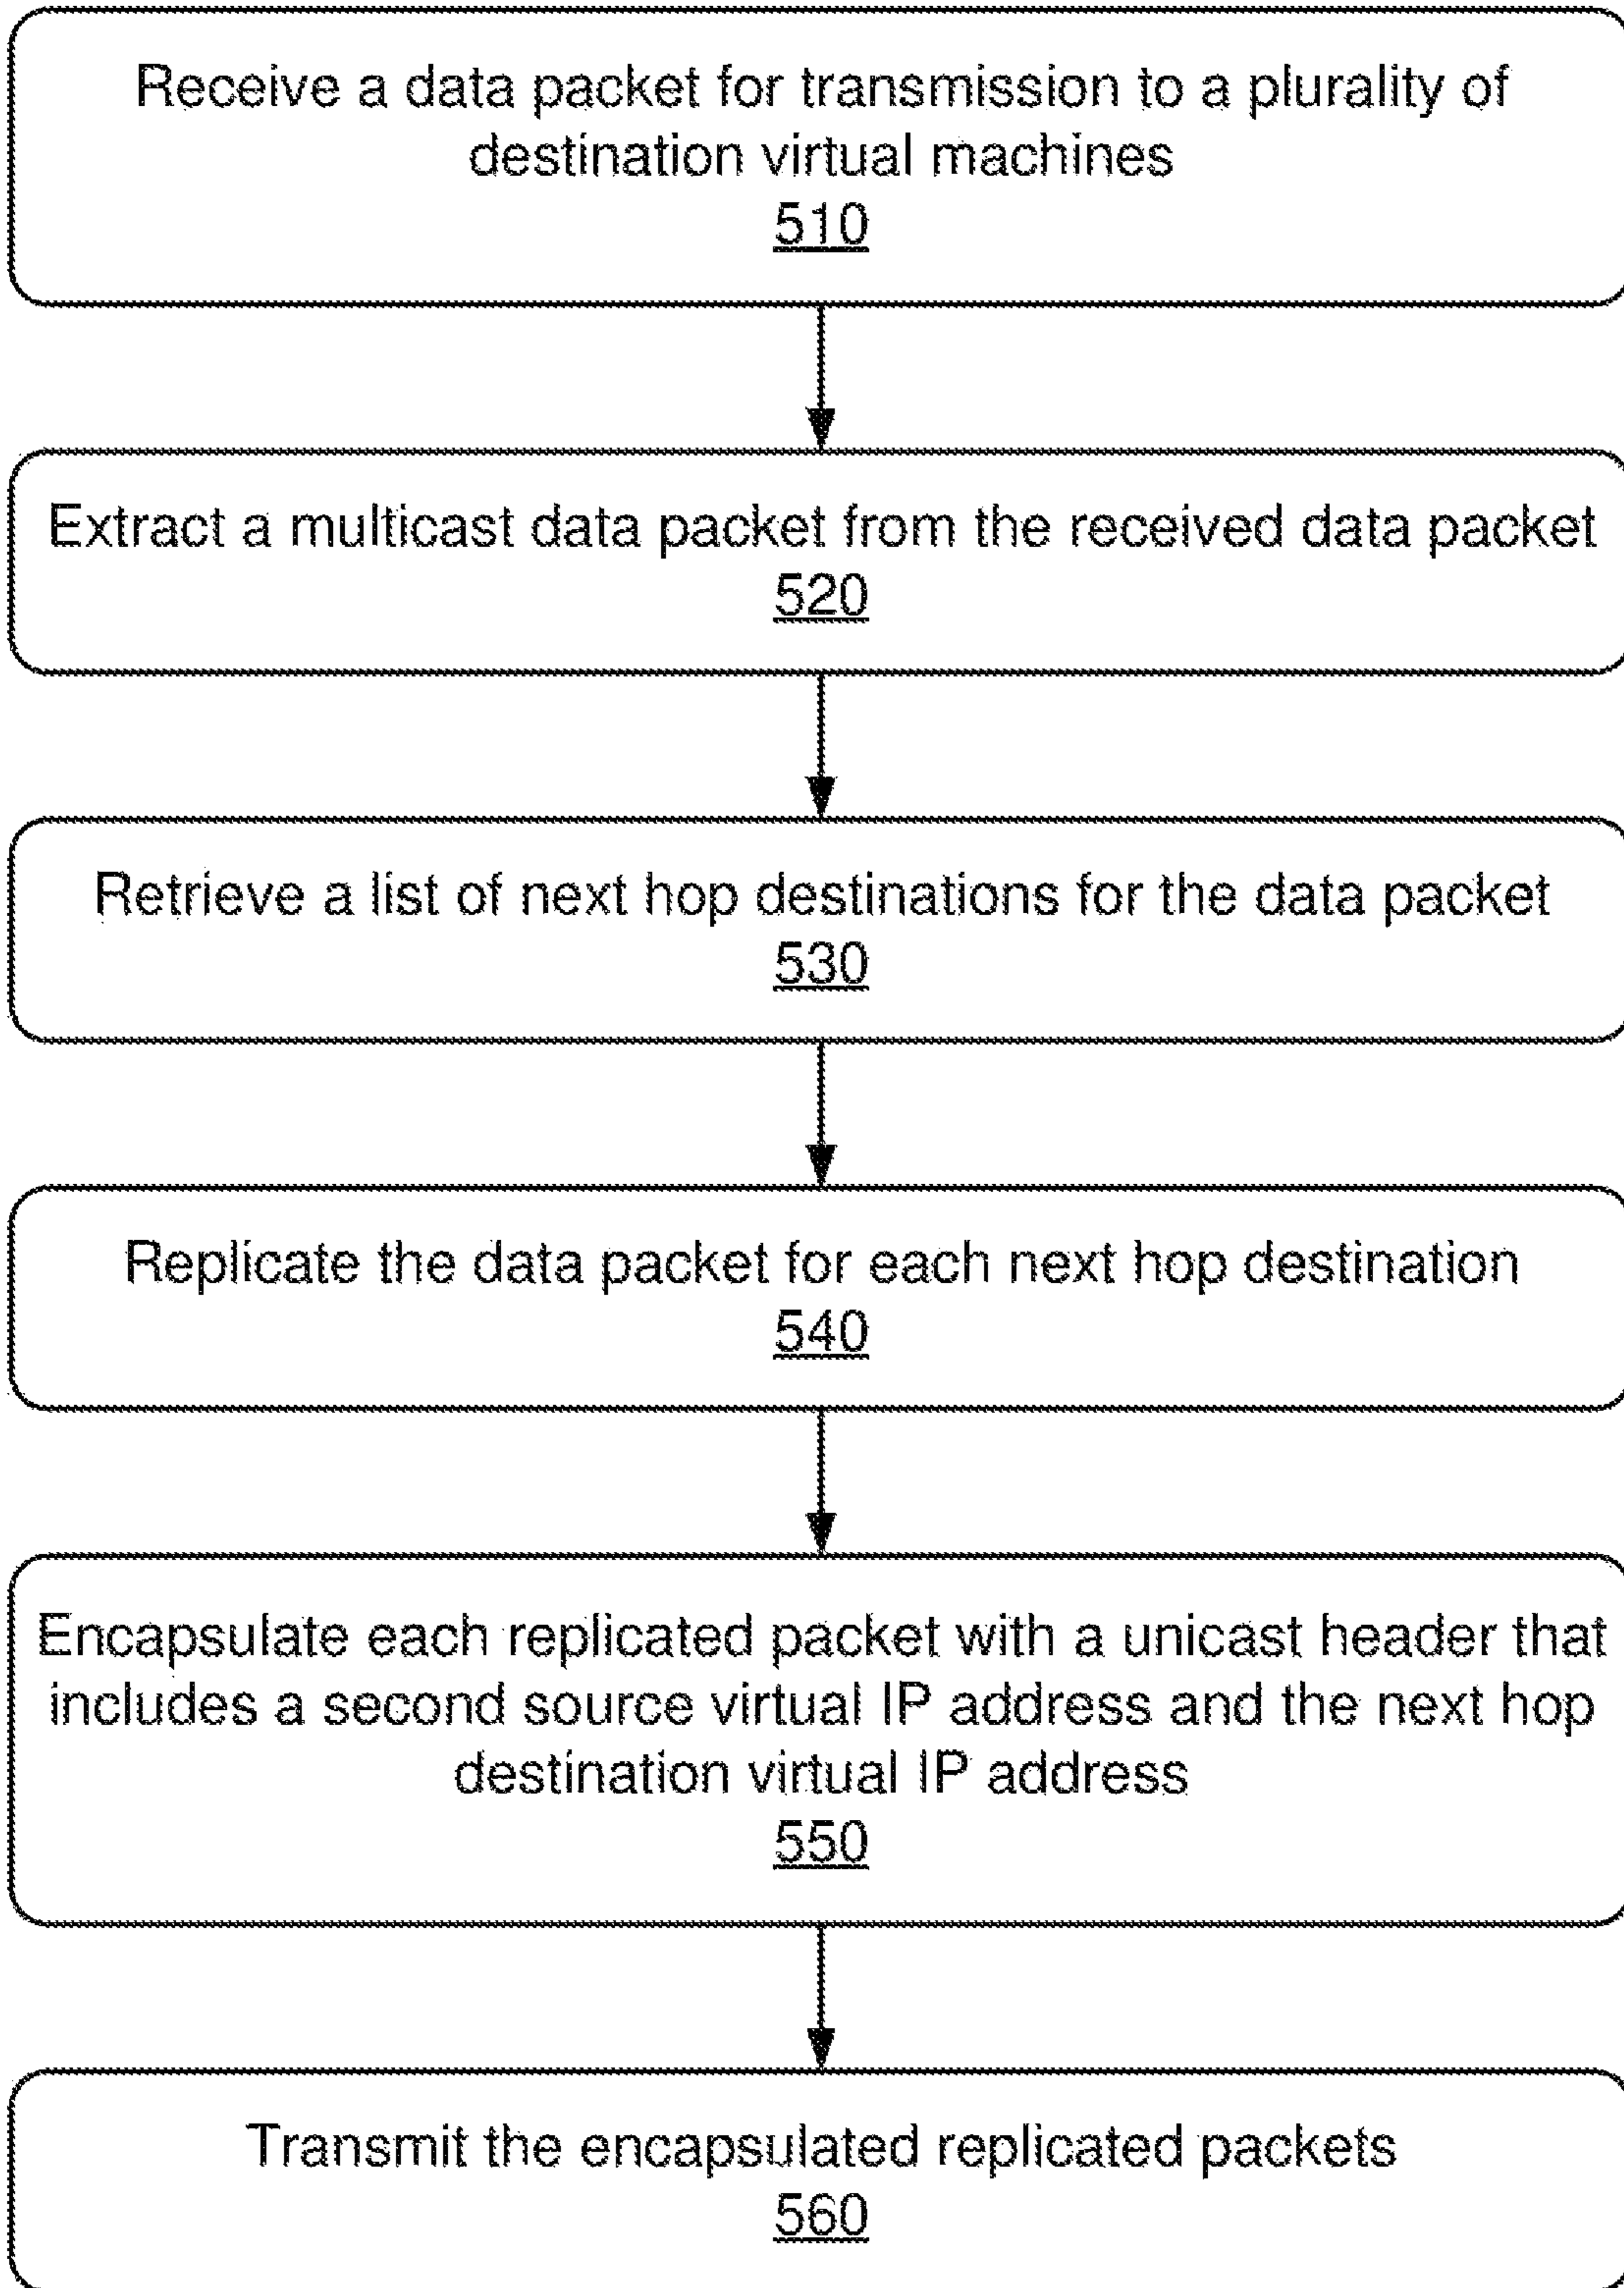 Receive a data packet for transmission to a plurality of
destination virtual machines
510
Extract a multicast data packet from the received data packet
520
Retrieve a list of next hop destinations for the data packet
530
Replicate the data packet for each next hop destination
540
Encapsulate each replicated packet with a unicast header that
includes a second source virtual IP address and the next hop
destination virtual IP address
550
Transmit the encapsulated replicated packets
560